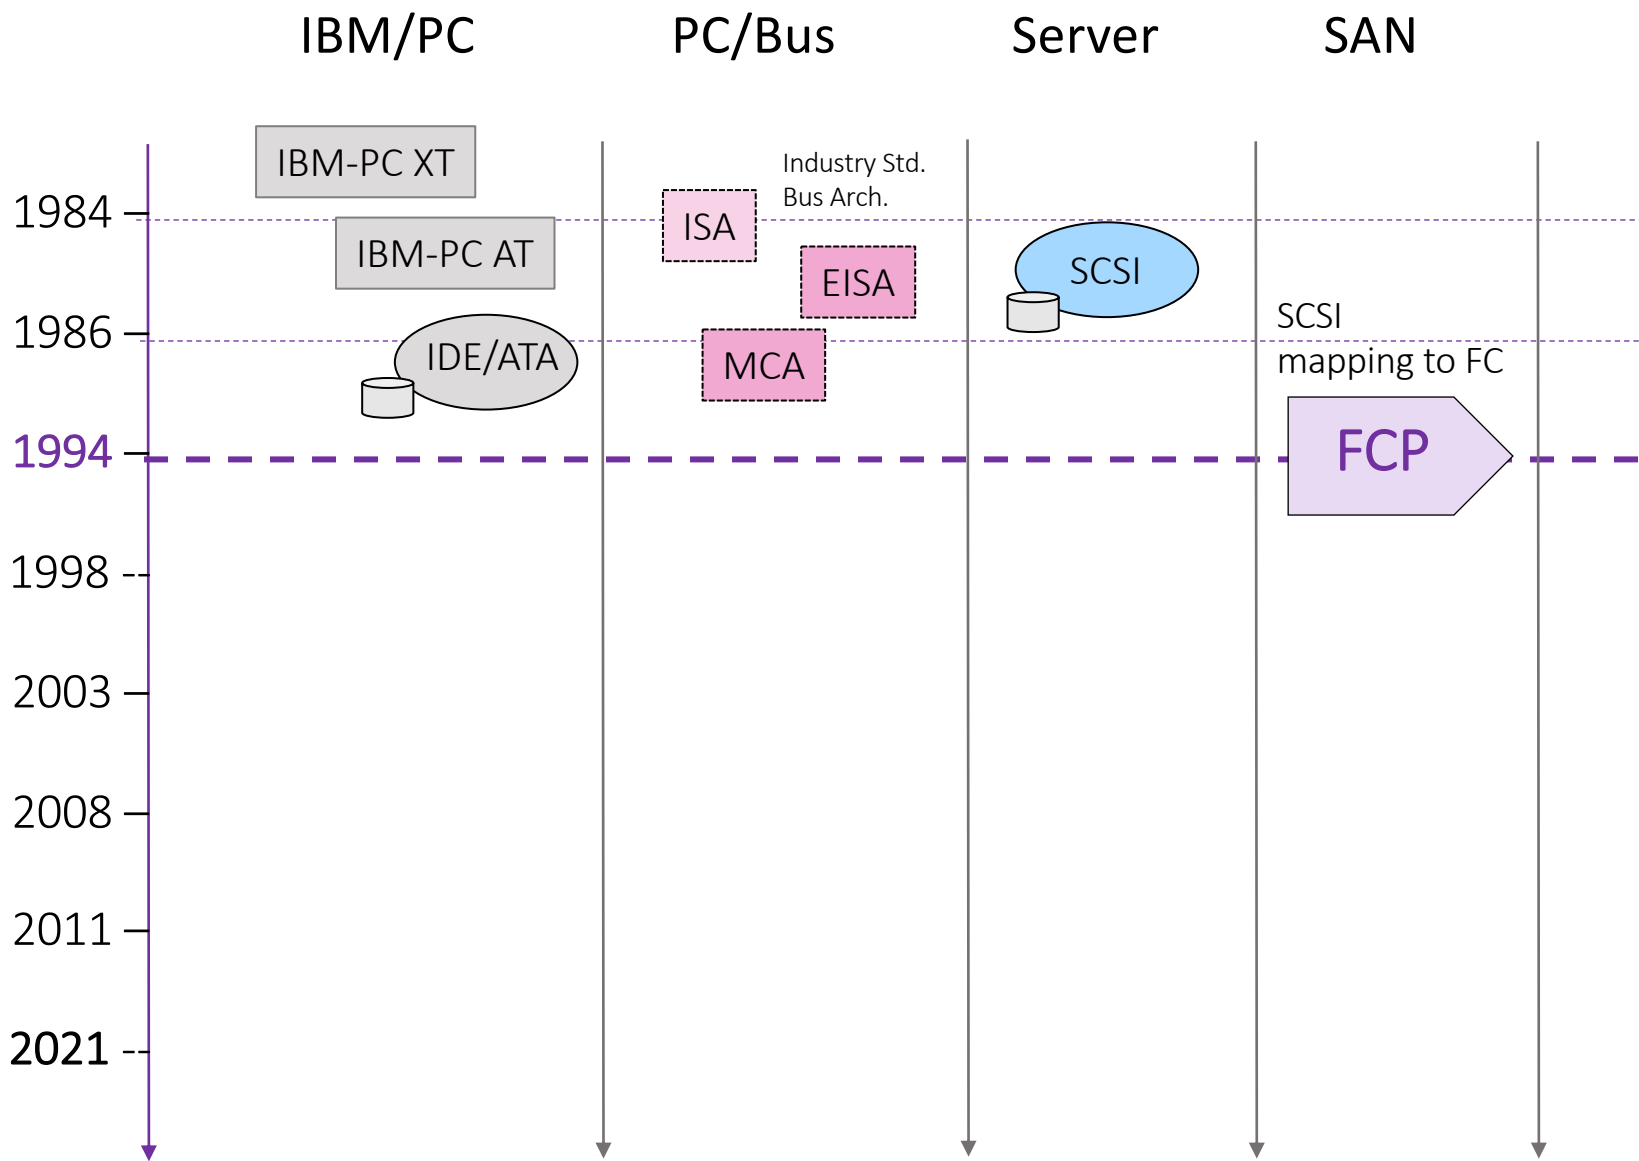 IBM/PC
PC/Bus
Server
SAN
IBM-PC XT
Industry Std.
Bus Arch.
1984
ISA
IBM-PC AT
EISA
SCSI
1986
SCSI
mapping to FC
IDE/ATA
MCA
1994
FCP
1998
2003
2008
2011
2021